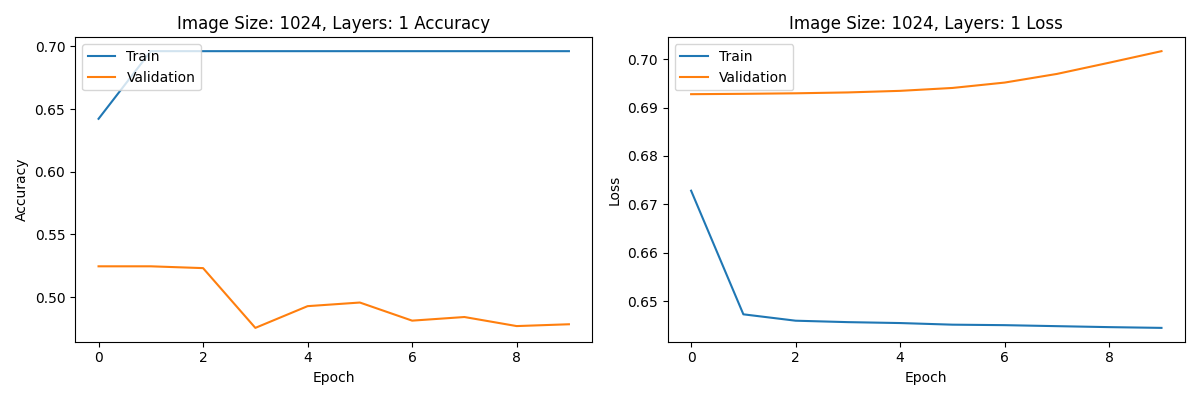 Image Size: 1024, Layers: 1 Accuracy
Train
Validation
0.70
0.65
0.60
0.55
0.50
Accuracy
0 2 4 6 8
Epoch
Image Size: 1024, Layers: 1 Loss
Train
Validation
0.70
0.69
0.68
0.67
0.66
0.65
Loss
0 2 4 6 8
Epoch